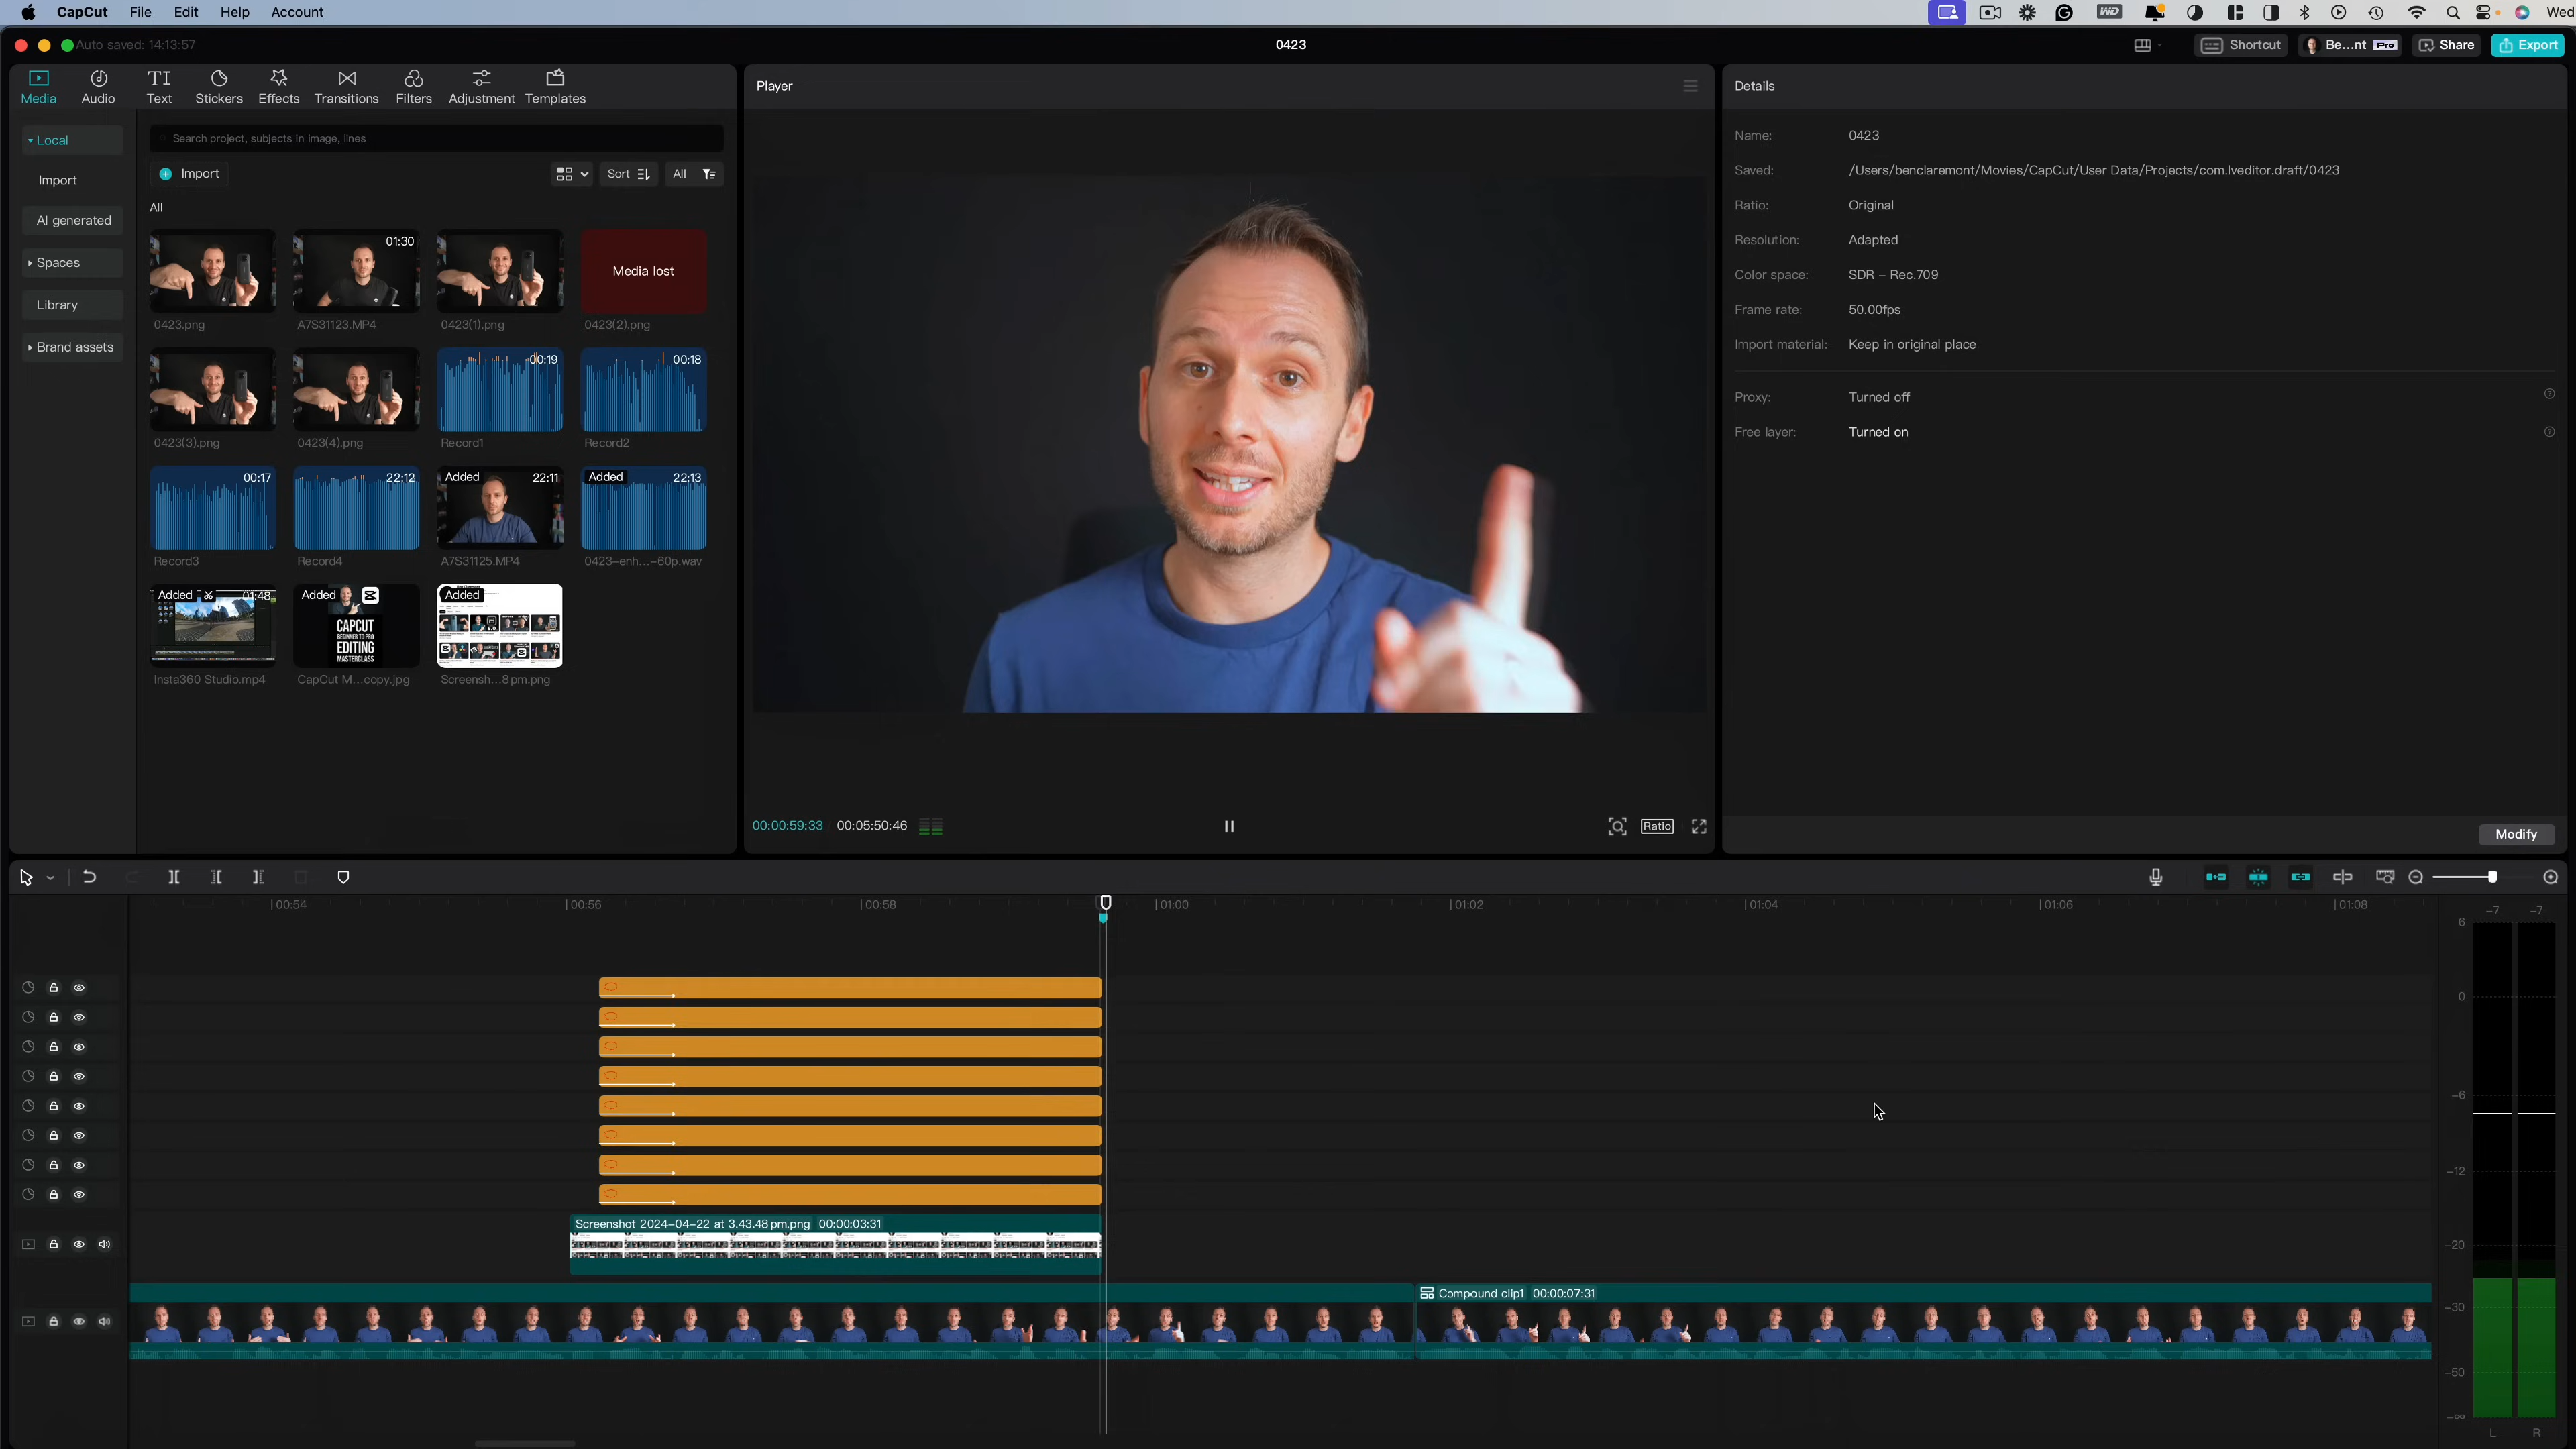 CapCut File Edit Help Account Wed
Auto saved: 14:13:57 0423 Shortcut Be...nt Pro Share Export
Media Audio Text Stickers Effects Transitions Filters Adjustment Templates
Local
Import
AI generated
Spaces
Library
Brand assets
Search project, subjects in image, lines
Import Sort All
All
01:30 Media lost
0423.png A7S31123.MP4 0423(1).png 0423(2).png
00:19 00:18
0423(3).png 0423(4).png Record1 Record2
00:17 22:12 Added 22:11 Added 22:13
Record3 Record4 A7S31125.MP4 0423-enh...-60p.wav
Added 01:48 Added Added
CAPCUT
BEGINNER TO PRO
EDITING
MASTERCLASS
Insta360 Studio.mp4 CapCut M...copy.jpg Screensh...8 pm.png
Player
00:00:59:33 00:05:50:46 Ratio
Details
Name: 0423
Saved: /Users/benclaremont/Movies/CapCut/User Data/Projects/com.lveditor.draft/0423
Ratio: Original
Resolution: Adapted
Color space: SDR - Rec.709
Frame rate: 50.00fps
Import material: Keep in original place
Proxy: Turned off
Free layer: Turned on
Modify
00:54 00:56 00:58 01:00 01:02 01:04 01:06 01:08
-7 -7
6
0
-6
-12
-20
-30
-50
-∞
L R
Screenshot 2024-04-22 at 3.43.48 pm.png 00:00:03:31
Compound clip1 00:00:07:31